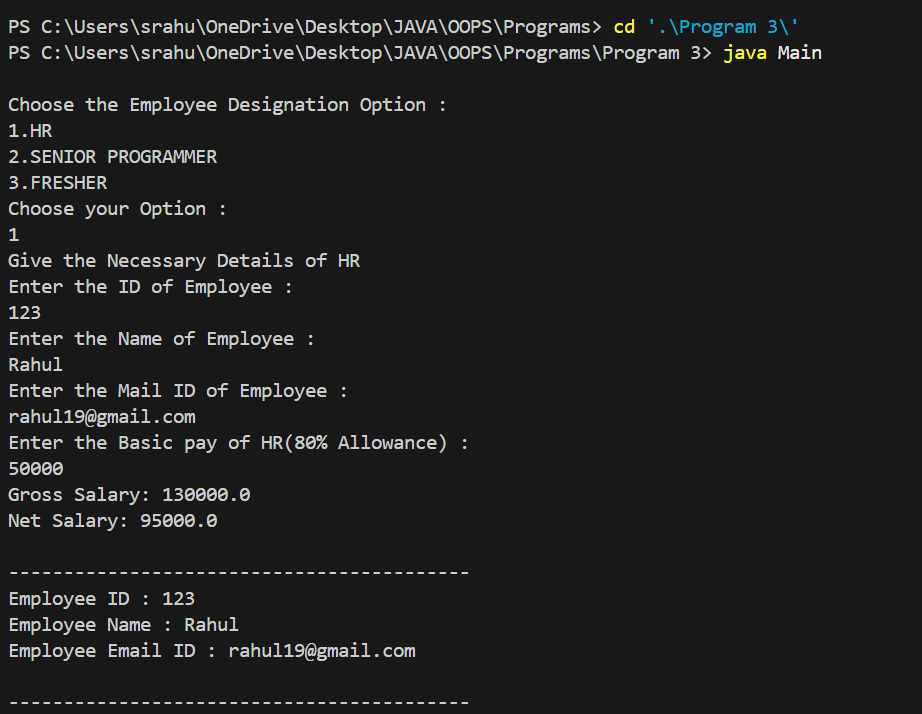 PS C:\Users\srahu\OneDrive\Desktop\JAVA\OOPS\Programs> cd '.\Program 3\'
PS C:\Users\srahu\OneDrive\Desktop\JAVA\OOPS\Programs\Program 3> java Main
Choose the Employee Designation Option :
1.HR
2.SENIOR PROGRAMMER
3.FRESHER
Choose your Option :
1
Give the Necessary Details of HR
Enter the ID of Employee :
123
Enter the Name of Employee :
Rahul
Enter the Mail ID of Employee :
rahul19@gmail.com
Enter the Basic pay of HR(80% Allowance) :
50000
Gross Salary: 130000.0
Net Salary: 95000.0
------------------------------------------
Employee ID : 123
Employee Name : Rahul
Employee Email ID : rahul19@gmail.com
------------------------------------------